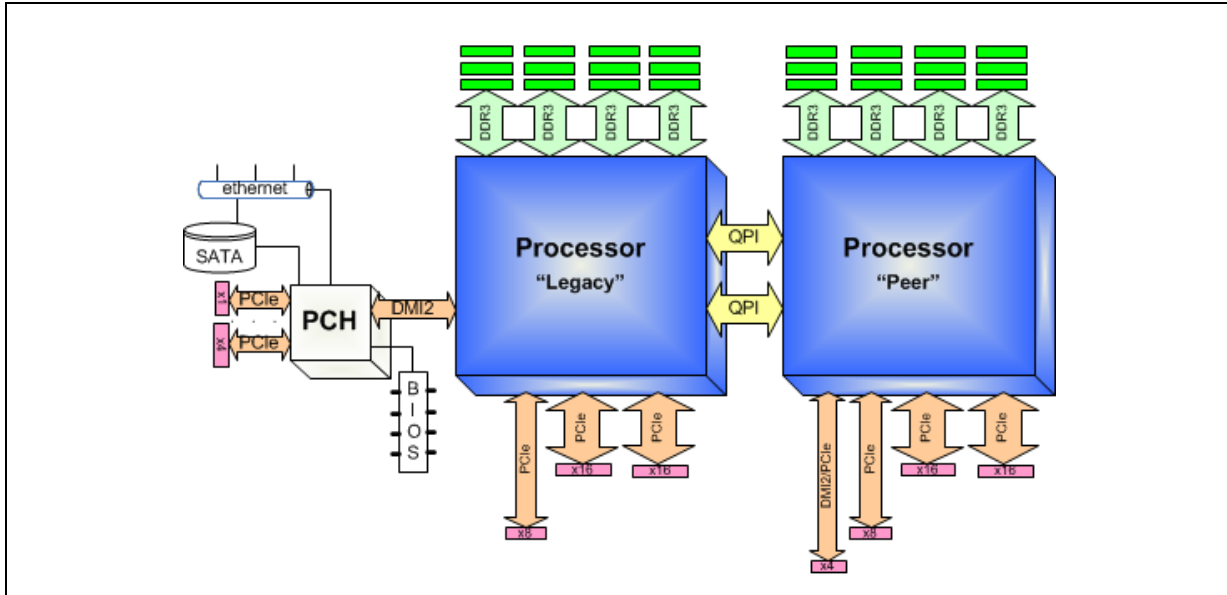 DDR3
DDR3
DDR3
DDR3
DDR3
DDR3
DDR3
DDR3
ethernet
SATA
Processor
“Legacy”
QPI
QPI
Processor
“Peer”
x1
PCIe
x4
PCIe
PCH
DMI2
BIOS
PCIe
x8
PCIe
x16
PCIe
x16
DMI2/PCIe
x4
PCIe
x8
PCIe
x16
PCIe
x16